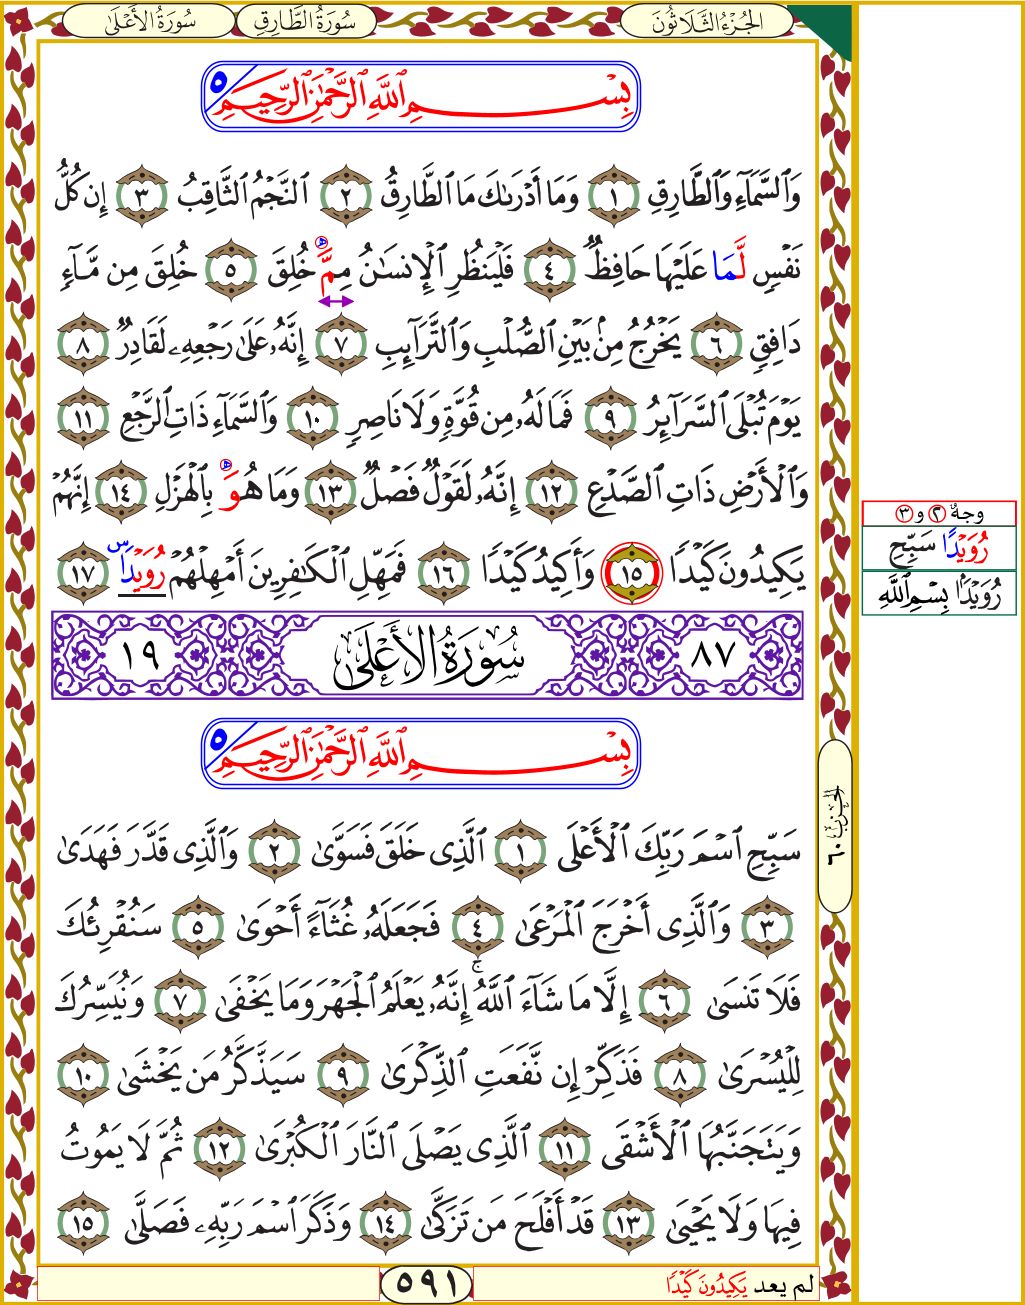 الجُزْءُ الثَّلَاثُونَ سُورَةُ الطَّارِقِ سُورَةُ الأَعْلَىٰ
بِسْمِ ٱللَّهِ ٱلرَّحْمَٰنِ ٱلرَّحِيمِ ٥
وَٱلسَّمَآءِ وَٱلطَّارِقِ ١ وَمَآ أَدْرَىٰكَ مَا ٱلطَّارِقُ ٢ ٱلنَّجْمُ ٱلثَّاقِبُ ٣ إِن كُلُّ
نَفْسٍ لَّمَا عَلَيْهَا حَافِظٌ ٤ فَلْيَنظُرِ ٱلْإِنسَٰنُ مِمَّ خُلِقَ ٥ خُلِقَ مِن مَّآءٍ
دَافِقٍ ٦ يَخْرُجُ مِنۢ بَيْنِ ٱلصُّلْبِ وَٱلتَّرَآئِبِ ٧ إِنَّهُۥ عَلَىٰ رَجْعِهِۦ لَقَادِرٌ ٨
يَوْمَ تُبْلَى ٱلسَّرَآئِرُ ٩ فَمَا لَهُۥ مِن قُوَّةٍ وَلَا نَاصِرٍ ١٠ وَٱلسَّمَآءِ ذَاتِ ٱلرَّجْعِ ١١
وَٱلْأَرْضِ ذَاتِ ٱلصَّدْعِ ١٢ إِنَّهُۥ لَقَوْلٌ فَصْلٌ ١٣ وَمَا هُوَ بِٱلْهَزْلِ ١٤ إِنَّهُمْ
يَكِيدُونَ كَيْدًا ١٥ وَأَكِيدُ كَيْدًا ١٦ فَمَهِّلِ ٱلْكَٰفِرِينَ أَمْهِلْهُمْ رُوَيْدًا س ١٧
٨٧ سُورَةُ الأَعْلَىٰ ١٩
بِسْمِ ٱللَّهِ ٱلرَّحْمَٰنِ ٱلرَّحِيمِ ٥
سَبِّحِ ٱسْمَ رَبِّكَ ٱلْأَعْلَى ١ ٱلَّذِى خَلَقَ فَسَوَّىٰ ٢ وَٱلَّذِى قَدَّرَ فَهَدَىٰ
٣ وَٱلَّذِىٓ أَخْرَجَ ٱلْمَرْعَىٰ ٤ فَجَعَلَهُۥ غُثَآءً أَحْوَىٰ ٥ سَنُقْرِئُكَ
فَلَا تَنسَىٰٓ ٦ إِلَّا مَا شَآءَ ٱللَّهُ ۚ إِنَّهُۥ يَعْلَمُ ٱلْجَهْرَ وَمَا يَخْفَىٰ ٧ وَنُيَسِّرُكَ
لِلْيُسْرَىٰ ٨ فَذَكِّرْ إِن نَّفَعَتِ ٱلذِّكْرَىٰ ٩ سَيَذَّكَّرُ مَن يَخْشَىٰ ١٠
وَيَتَجَنَّبُهَا ٱلْأَشْقَى ١١ ٱلَّذِى يَصْلَى ٱلنَّارَ ٱلْكُبْرَىٰ ١٢ ثُمَّ لَا يَمُوتُ
فِيهَا وَلَا يَحْيَىٰ ١٣ قَدْ أَفْلَحَ مَن تَزَكَّىٰ ١٤ وَذَكَرَ ٱسْمَ رَبِّهِۦ فَصَلَّىٰ ١٥
لم يعد يَكِيدُونَ كَيْدًا
٥٩١
وجهُ ٢ و ٣
رُوَيْدًا سَبِّحِ
رُوَيْدًا بِسْمِ ٱللَّهِ
الحِزْبُ ٦٠